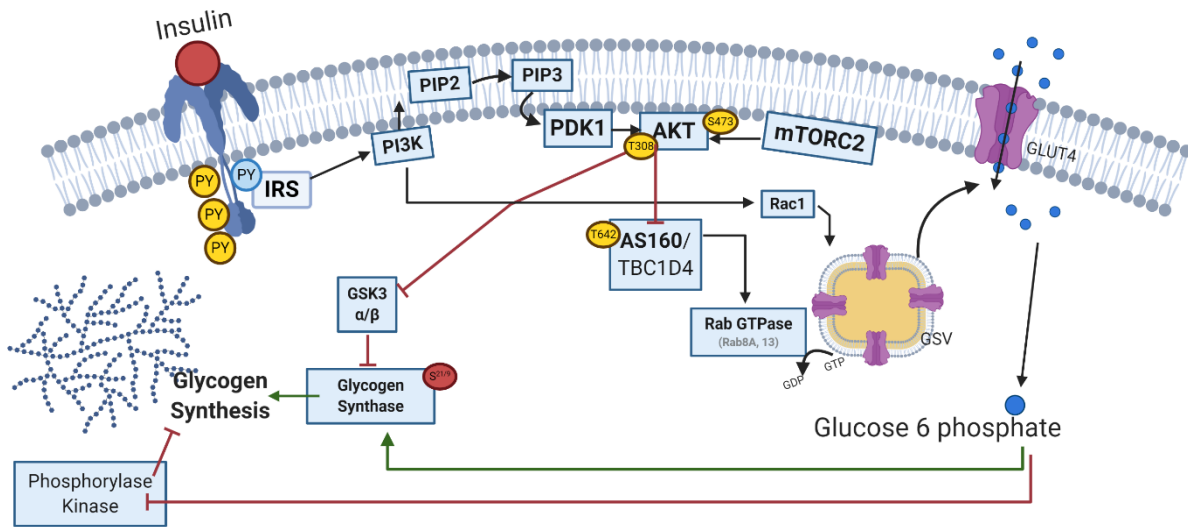 Insulin
PIP2
PIP3
PI3K
PDK1
AKT
S473
T308
mTORC2
GLUT4
PY
IRS
PY
PY
PY
Rac1
T642
AS160/
TBC1D4
GSK3
α/β
Rab GTPase
(Rab8A, 13)
GSV
GTP
GDP
Glycogen
Synthesis
Glycogen
Synthase
S21/9
Glucose 6 phosphate
Phosphorylase
Kinase